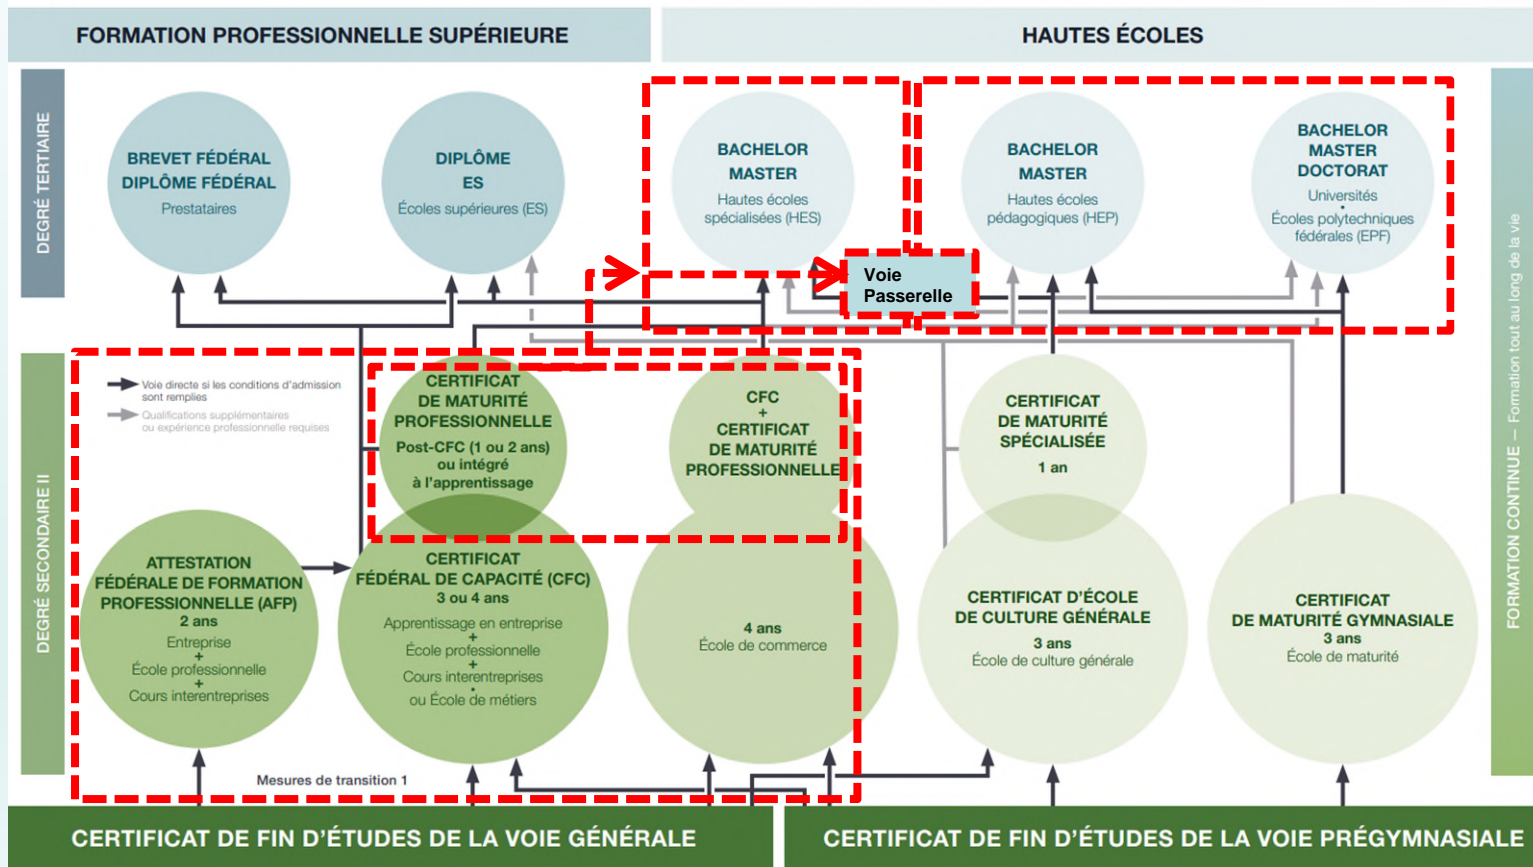 FORMATION PROFESSIONNELLE SUPÉRIEURE
HAUTES ÉCOLES
DEGRÉ TERTIAIRE
BREVET FÉDÉRAL
DIPLÔME FÉDÉRAL
Prestataires
DIPLÔME
ES
Écoles supérieures (ES)
BACHELOR
MASTER
Hautes écoles
spécialisées (HES)
BACHELOR
MASTER
Hautes écoles
pédagogiques (HEP)
BACHELOR
MASTER
DOCTORAT
Universités
•
Écoles polytechniques
fédérales (EPF)
Voie
Passerelle
FORMATION CONTINUE — Formation tout au long de la vie
DEGRÉ SECONDAIRE II
Voie directe si les conditions d'admission
sont remplies
Qualifications supplémentaires
ou expérience professionnelle requises
CERTIFICAT
DE MATURITÉ
PROFESSIONNELLE
Post-CFC (1 ou 2 ans)
ou intégré
à l'apprentissage
CFC
+
CERTIFICAT
DE MATURITÉ
PROFESSIONNELLE
CERTIFICAT
DE MATURITÉ
SPÉCIALISÉE
1 an
ATTESTATION
FÉDÉRALE DE FORMATION
PROFESSIONNELLE (AFP)
2 ans
Entreprise
+
École professionnelle
+
Cours interentreprises
CERTIFICAT
FÉDÉRAL DE CAPACITÉ (CFC)
3 ou 4 ans
Apprentissage en entreprise
+
École professionnelle
+
Cours interentreprises
•
ou École de métiers
4 ans
École de commerce
CERTIFICAT D'ÉCOLE
DE CULTURE GÉNÉRALE
3 ans
École de culture générale
CERTIFICAT
DE MATURITÉ GYMNASIALE
3 ans
École de maturité
Mesures de transition 1
CERTIFICAT DE FIN D'ÉTUDES DE LA VOIE GÉNÉRALE
CERTIFICAT DE FIN D'ÉTUDES DE LA VOIE PRÉGYMNASIALE